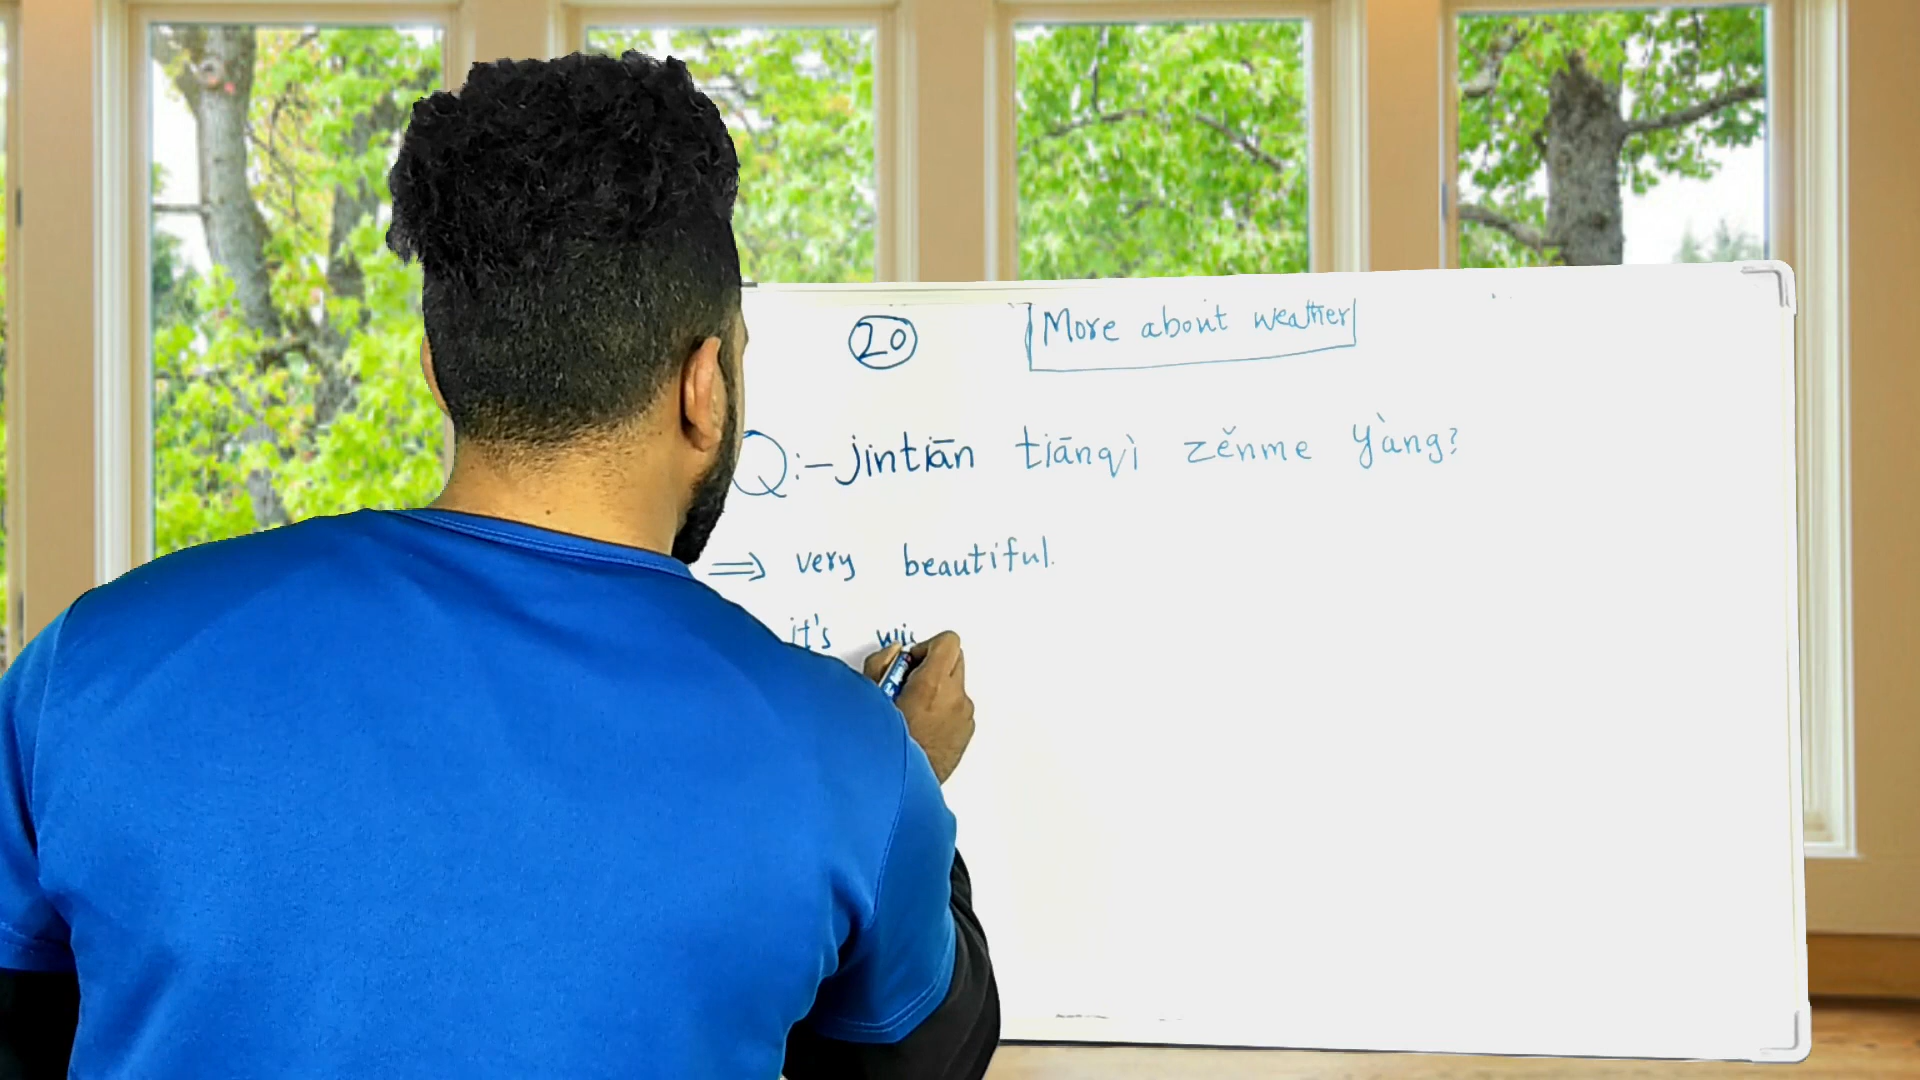 20
More about weather
Q:- jintiān tiānqì zěnme yàng?
⇒ very beautiful.
it's